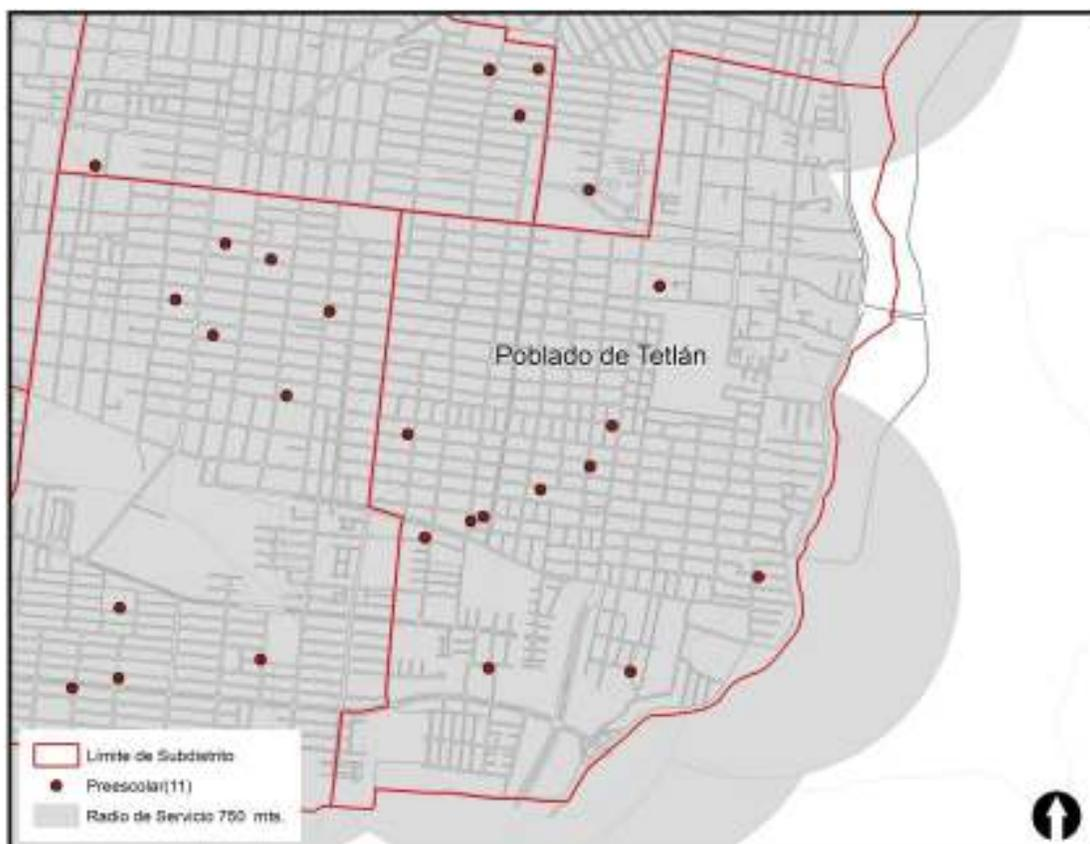 Poblado de Tetlán
Límite de Subdistrito
Preescolar(11)
Radio de Servicio 750 mts.